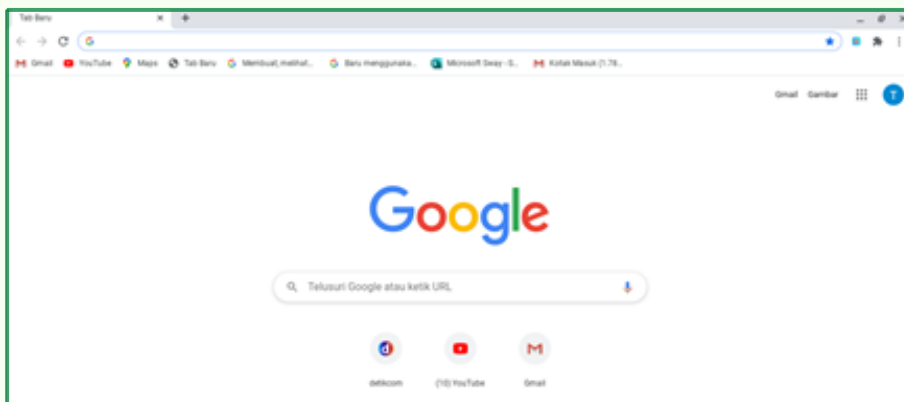 Tab Baru
Gmail YouTube Maps Tab Baru Membuat, melihat... Baru menggunaka... Microsoft Sway - S... Kotak Masuk (1.78...
Gmail Gambar T
Google
Telusuri Google atau ketik URL
detikcom (10) YouTube Gmail